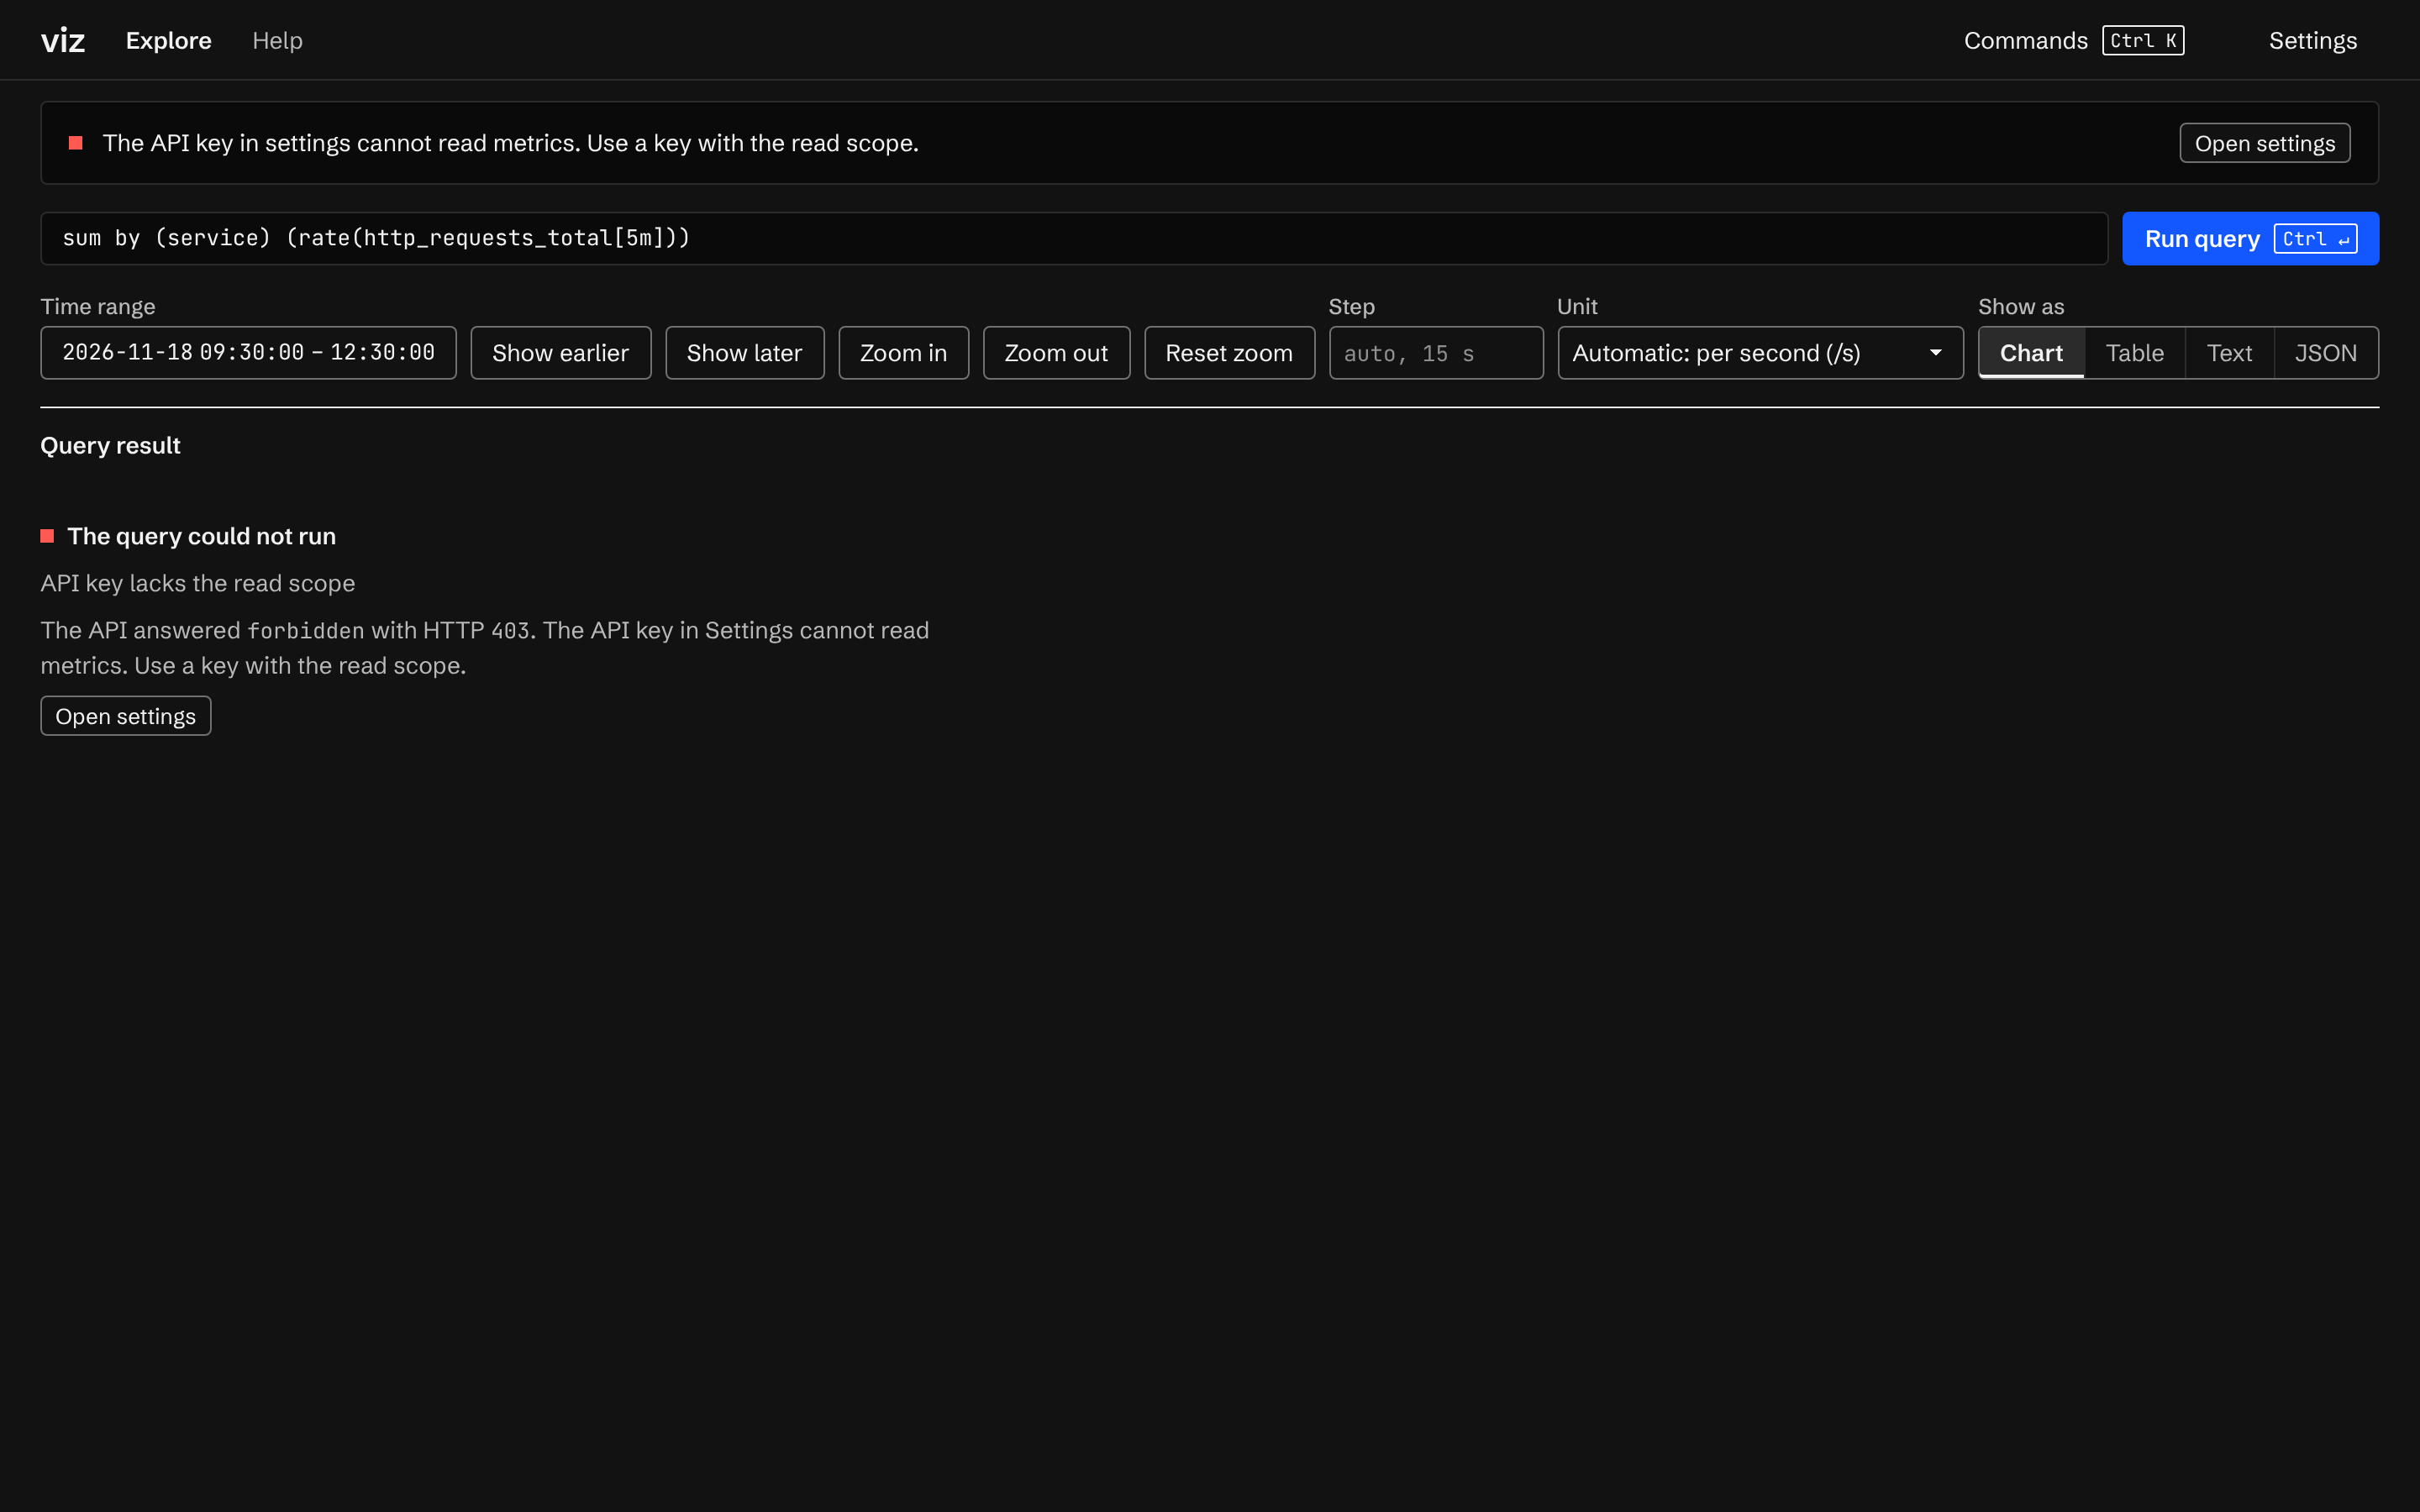 viz Explore Help Commands Ctrl K Settings
The API key in settings cannot read metrics. Use a key with the read scope. Open settings
sum by (service) (rate(http_requests_total[5m])) Run query Ctrl ↵
Time range Step Unit Show as
2026-11-18 09:30:00 – 12:30:00 Show earlier Show later Zoom in Zoom out Reset zoom auto, 15 s Automatic: per second (/s) Chart Table Text JSON
Query result
The query could not run
API key lacks the read scope
The API answered forbidden with HTTP 403. The API key in Settings cannot read
metrics. Use a key with the read scope.
Open settings